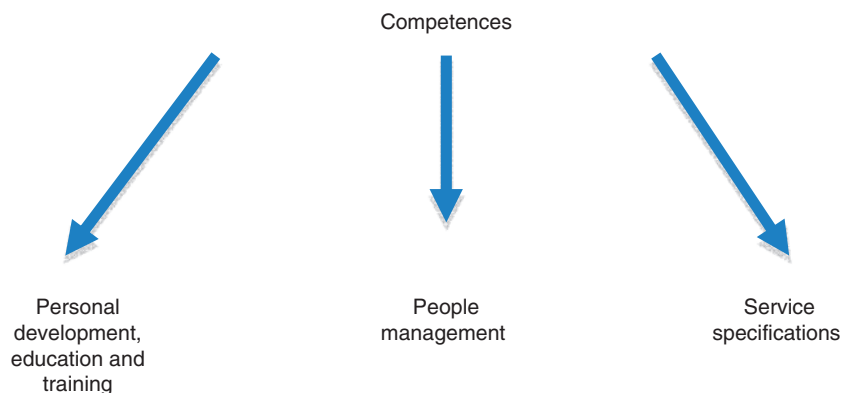 Competences
Personal
development,
education and
training
People
management
Service
specifications